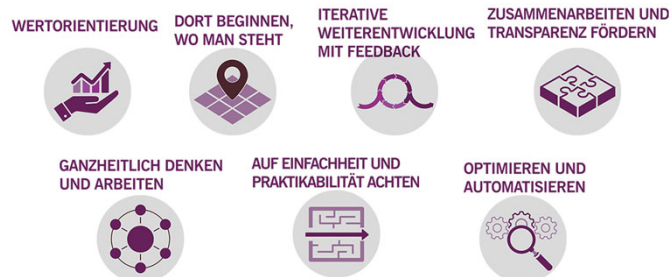 WERTORIENTIERUNG
DORT BEGINNEN,
WO MAN STEHT
ITERATIVE
WEITERENTWICKLUNG
MIT FEEDBACK
ZUSAMMENARBEITEN UND
TRANSPARENZ FÖRDERN
GANZHEITLICH DENKEN
UND ARBEITEN
AUF EINFACHHEIT UND
PRAKTIKABILITÄT ACHTEN
OPTIMIEREN UND
AUTOMATISIEREN